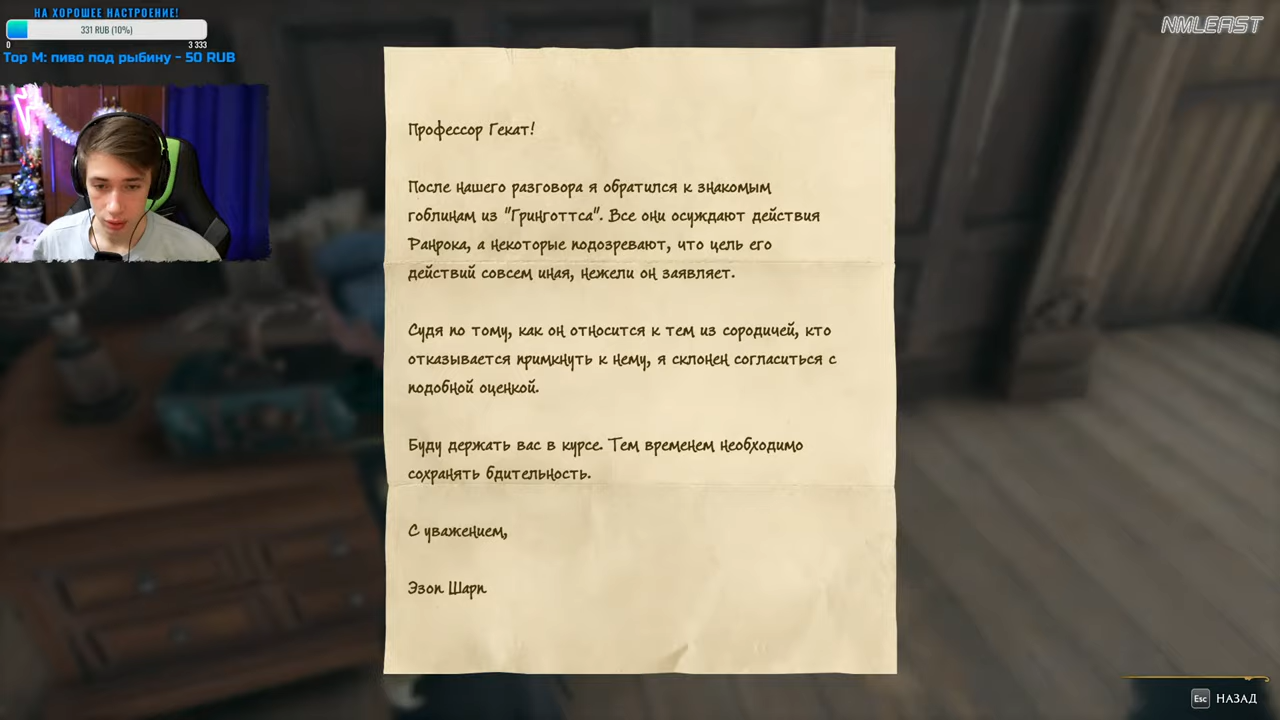 НА ХОРОШЕЕ НАСТРОЕНИЕ!
331 RUB (10%)
0 3 333
Top M: пиво под рыбину - 50 RUB
NMLEAST
Профессор Гекат!
После нашего разговора я обратился к знакомым
гоблинам из "Гринготтса". Все они осуждают действия
Ранрока, а некоторые подозревают, что цель его
действий совсем иная, нежели он заявляет.
Судя по тому, как он относится к тем из сородичей, кто
отказывается примкнуть к нему, я склонен согласиться с
подобной оценкой.
Буду держать вас в курсе. Тем временем необходимо
сохранять бдительность.
С уважением,
Эзоп Шарп
Esc НАЗАД